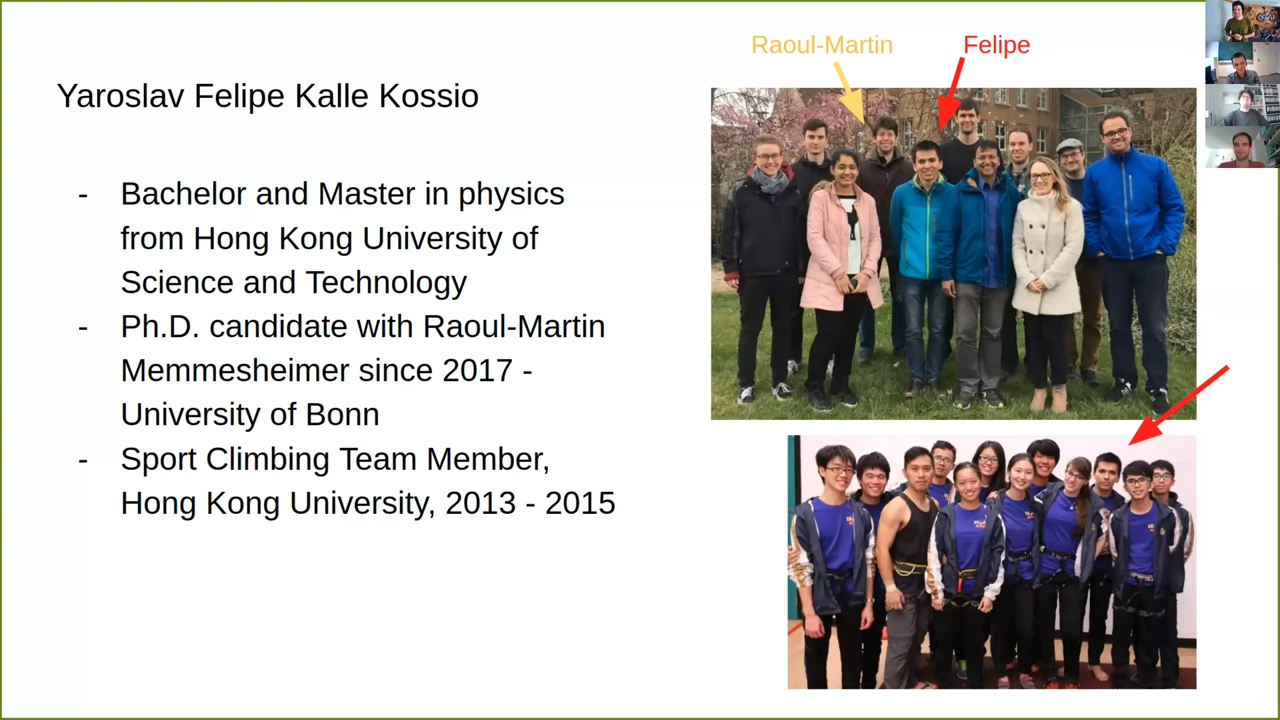 Raoul-Martin
Felipe
Yaroslav Felipe Kalle Kossio
- Bachelor and Master in physics
from Hong Kong University of
Science and Technology
- Ph.D. candidate with Raoul-Martin
Memmesheimer since 2017 -
University of Bonn
- Sport Climbing Team Member,
Hong Kong University, 2013 - 2015